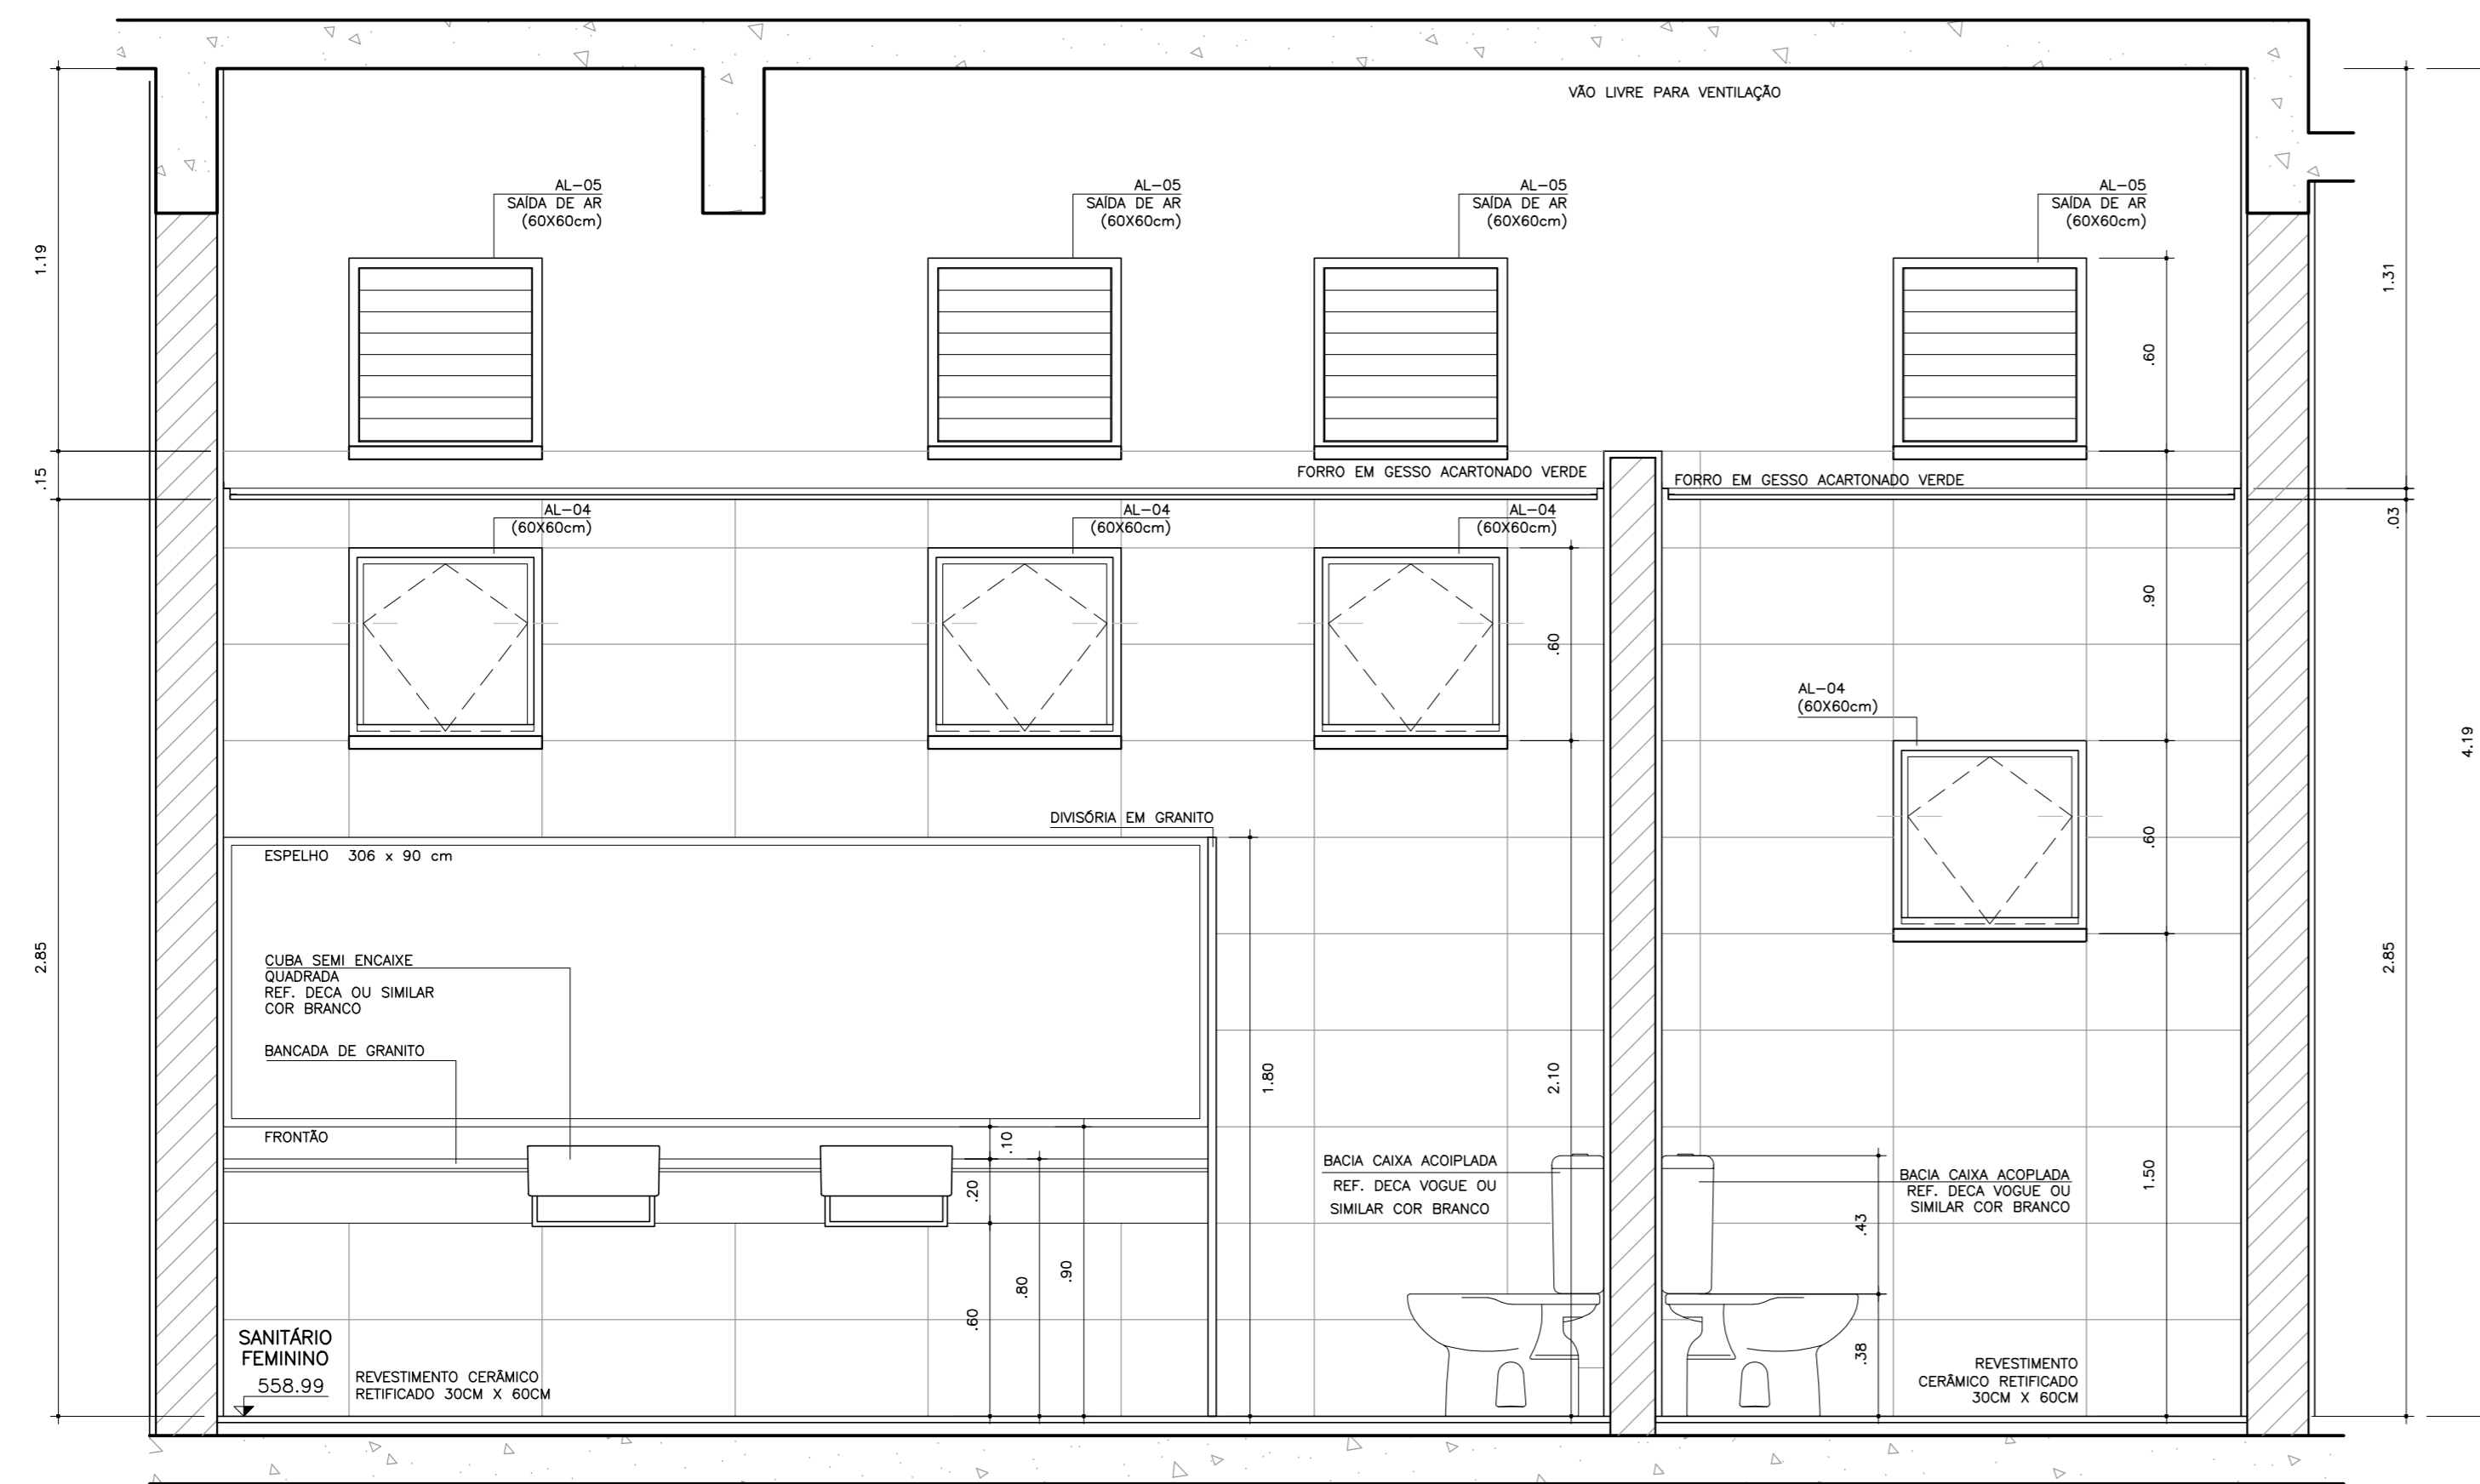 VÃO LIVRE PARA VENTILAÇÃO
AL-05
SAÍDA DE AR
(60X60cm)
AL-05
SAÍDA DE AR
(60X60cm)
AL-05
SAÍDA DE AR
(60X60cm)
AL-05
SAÍDA DE AR
(60X60cm)
1.19
1.31
.60
.15
FORRO EM GESSO ACARTONADO VERDE
FORRO EM GESSO ACARTONADO VERDE
.03
AL-04
(60X60cm)
AL-04
(60X60cm)
AL-04
(60X60cm)
.60
.90
AL-04
(60X60cm)
4.19
DIVISÓRIA EM GRANITO
.60
ESPELHO 306 x 90 cm
2.85
2.85
CUBA SEMI ENCAIXE
QUADRADA
REF. DECA OU SIMILAR
COR BRANCO
BANCADA DE GRANITO
1.80
2.10
FRONTÃO
.10
BACIA CAIXA ACOIPLADA
REF. DECA VOGUE OU
SIMILAR COR BRANCO
BACIA CAIXA ACOPLADA
REF. DECA VOGUE OU
SIMILAR COR BRANCO
1.50
.20
.43
.80
.90
.60
.38
SANITÁRIO
FEMININO
558.99
REVESTIMENTO CERÂMICO
RETIFICADO 30CM X 60CM
REVESTIMENTO
CERÂMICO RETIFICADO
30CM X 60CM